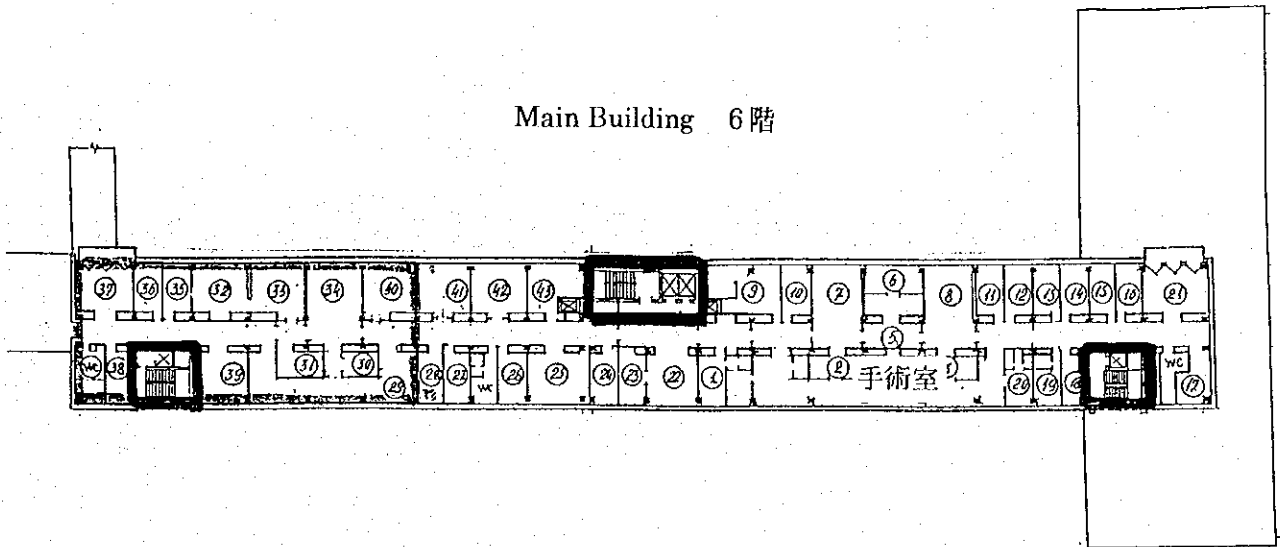 Main Building 6階
37 36 35 32 33 34 40 41 42 43 9 10 7 6 8 11 12 13 14 15 16 21
5
WC 38 39 31 30 29 28 27 WC 26 25 24 23 22 1 2 手術室 20 19 18 WC 17